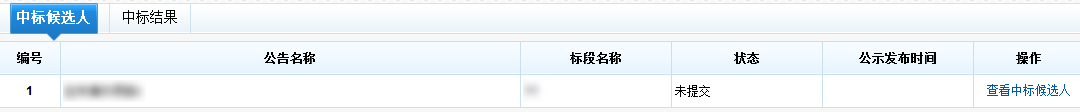 中标候选人 中标结果
编号 公告名称 标段名称 状态 公示发布时间 操作
1 未提交 查看中标候选人